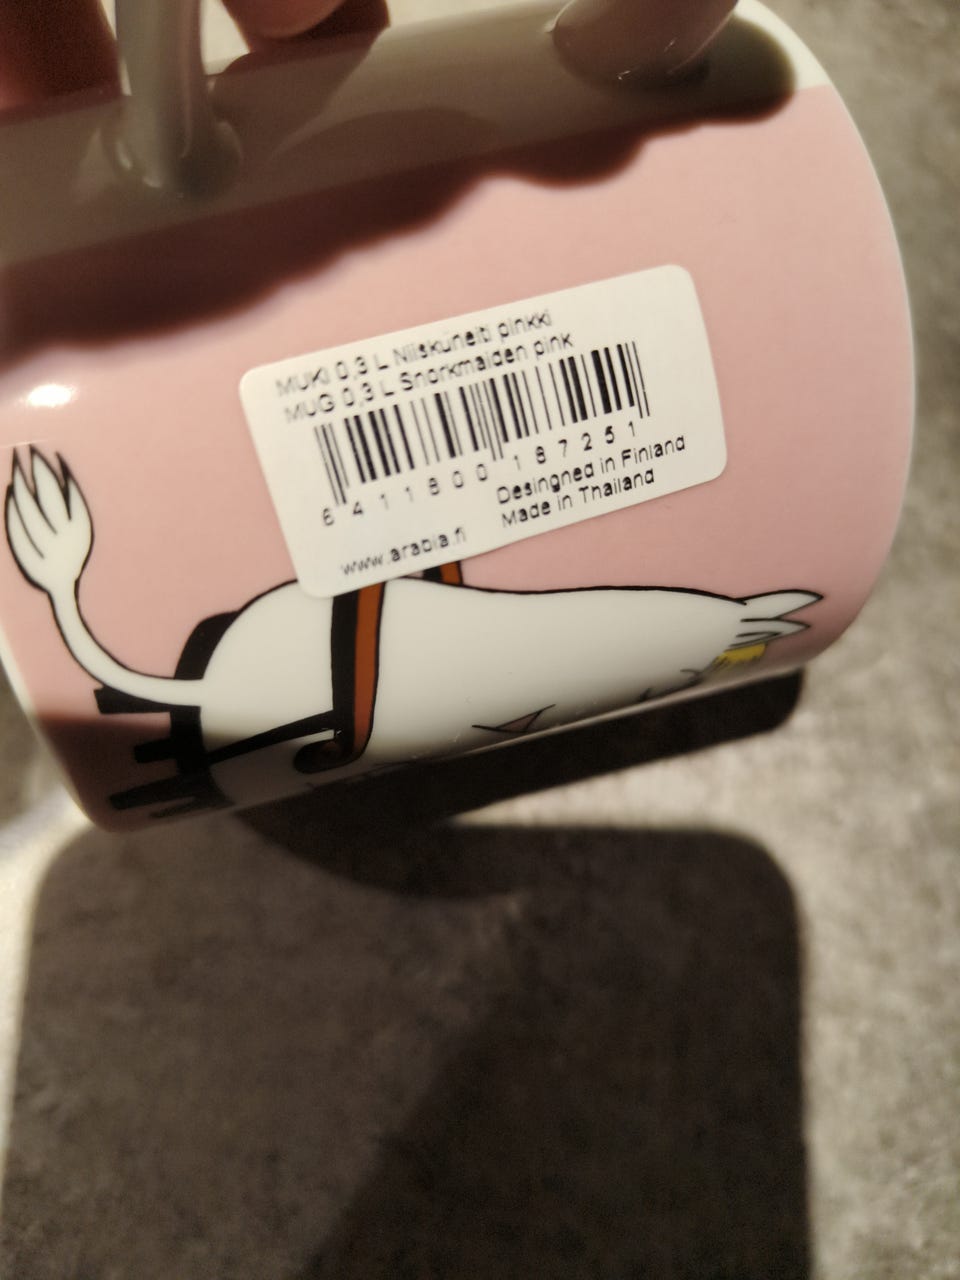 MUKI 0,3 L Niiskuneiti pinkki
MUG 0,3 L Snorkmaiden pink
6 411800 187251
Desingned in Finland
www.arabia.fi Made in Thailand